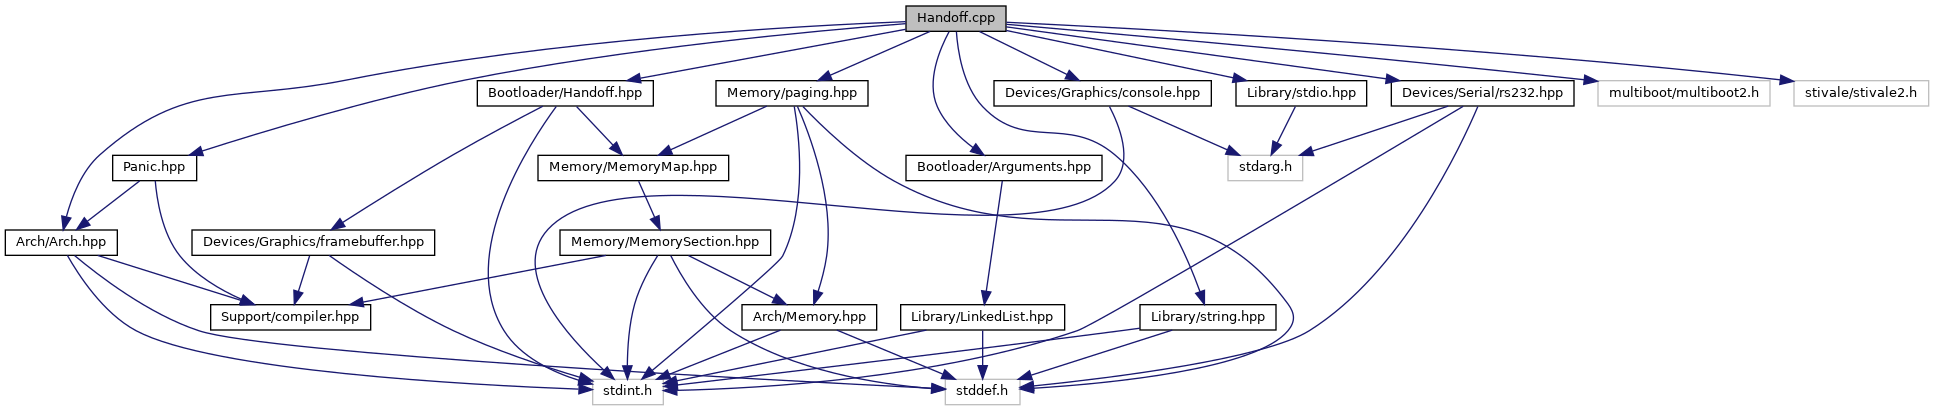 Handoff.cpp
Bootloader/Handoff.hpp
Memory/paging.hpp
Devices/Graphics/console.hpp
Library/stdio.hpp
Devices/Serial/rs232.hpp
multiboot/multiboot2.h
stivale/stivale2.h
Panic.hpp
Memory/MemoryMap.hpp
Bootloader/Arguments.hpp
stdarg.h
Arch/Arch.hpp
Devices/Graphics/framebuffer.hpp
Memory/MemorySection.hpp
Support/compiler.hpp
Arch/Memory.hpp
Library/LinkedList.hpp
Library/string.hpp
stdint.h
stddef.h